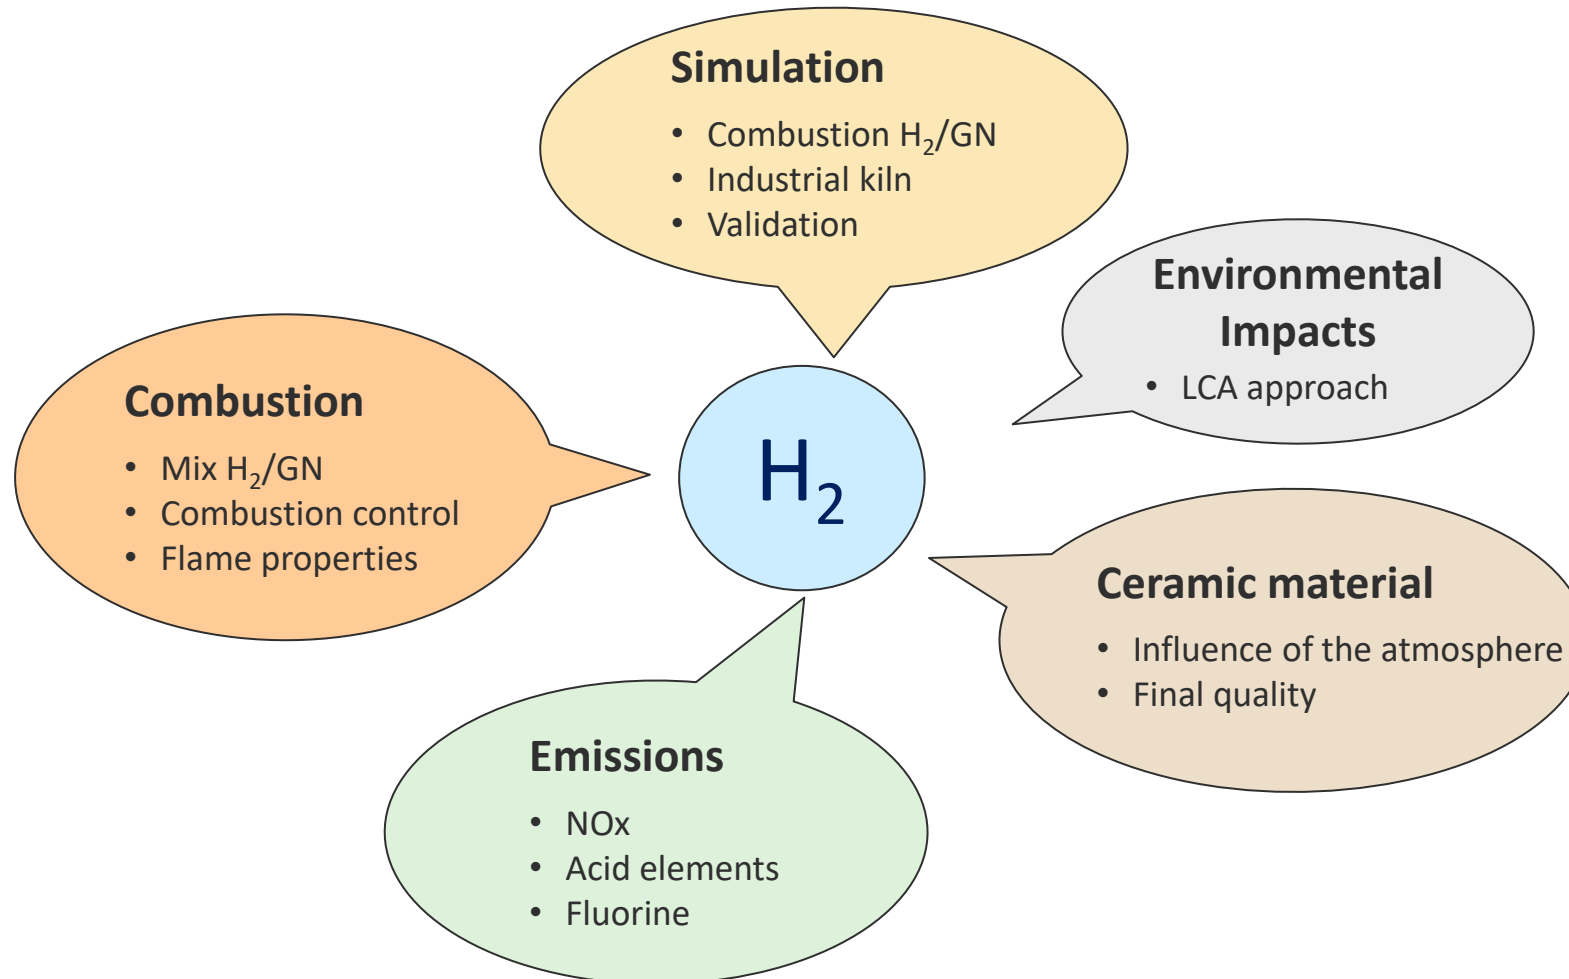 Simulation
• Combustion H₂/GN
• Industrial kiln
• Validation
Environmental
Impacts
• LCA approach
Combustion
• Mix H₂/GN
• Combustion control
• Flame properties
H₂
Ceramic material
• Influence of the atmosphere
• Final quality
Emissions
• NOx
• Acid elements
• Fluorine